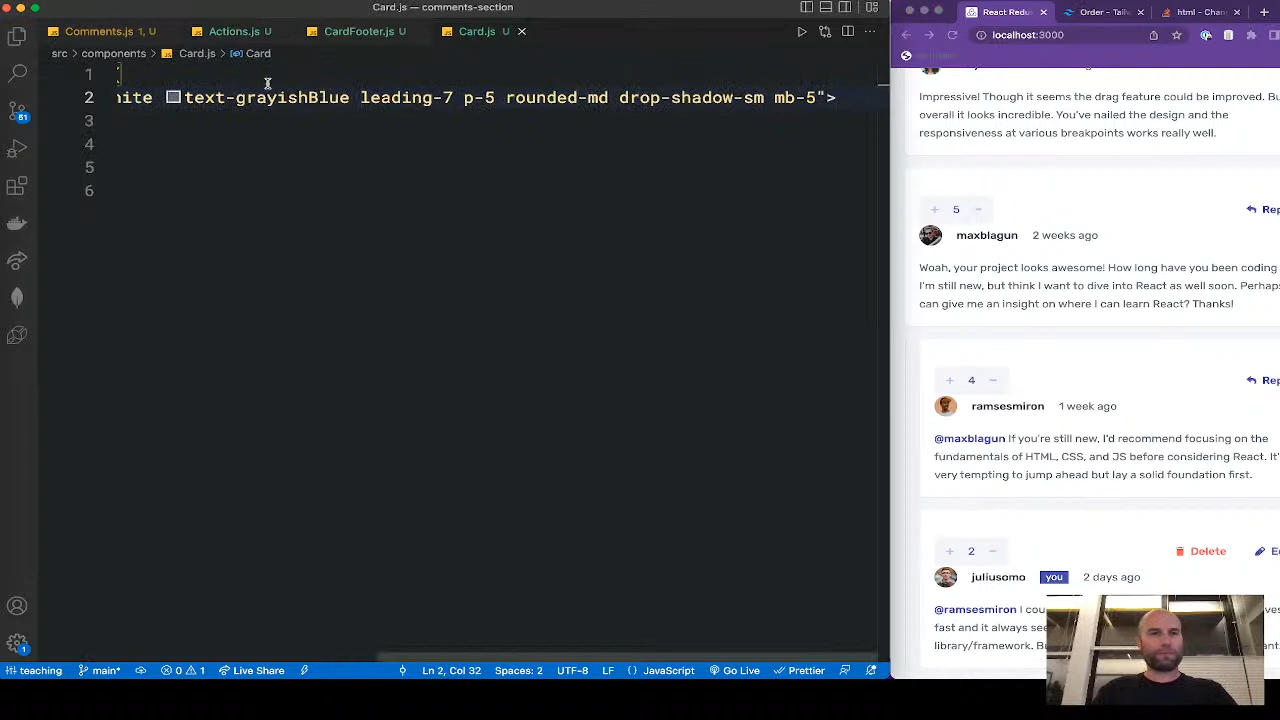 Card.js — comments-section
Comments.js 1, U
Actions.js U
CardFooter.js U
Card.js U
src > components > Card.js > Card
1
2 text-grayishBlue leading-7 p-5 rounded-md drop-shadow-sm mb-5">
3
4
5
6
61
1
teaching
main*
0 1
Live Share
Ln 2, Col 32
Spaces: 2
UTF-8
LF
{} JavaScript
Go Live
Prettier
React Redu
Order - Tailw
html - Chang
localhost:3000
Impressive! Though it seems the drag feature could be improved. Bu
overall it looks incredible. You've nailed the design and the
responsiveness at various breakpoints works really well.
+ 5 −
Rep
maxblagun 2 weeks ago
Woah, your project looks awesome! How long have you been coding
I'm still new, but think I want to dive into React as well soon. Perhaps
can give me an insight on where I can learn React? Thanks!
+ 4 −
Rep
ramsesmiron 1 week ago
@maxblagun If you're still new, I'd recommend focusing on the
fundamentals of HTML, CSS, and JS before considering React. It'
very tempting to jump ahead but lay a solid foundation first.
+ 2 −
Delete
juliusomo you 2 days ago
@ramsesmiron I cou
fast and it always see
library/framework. Bu